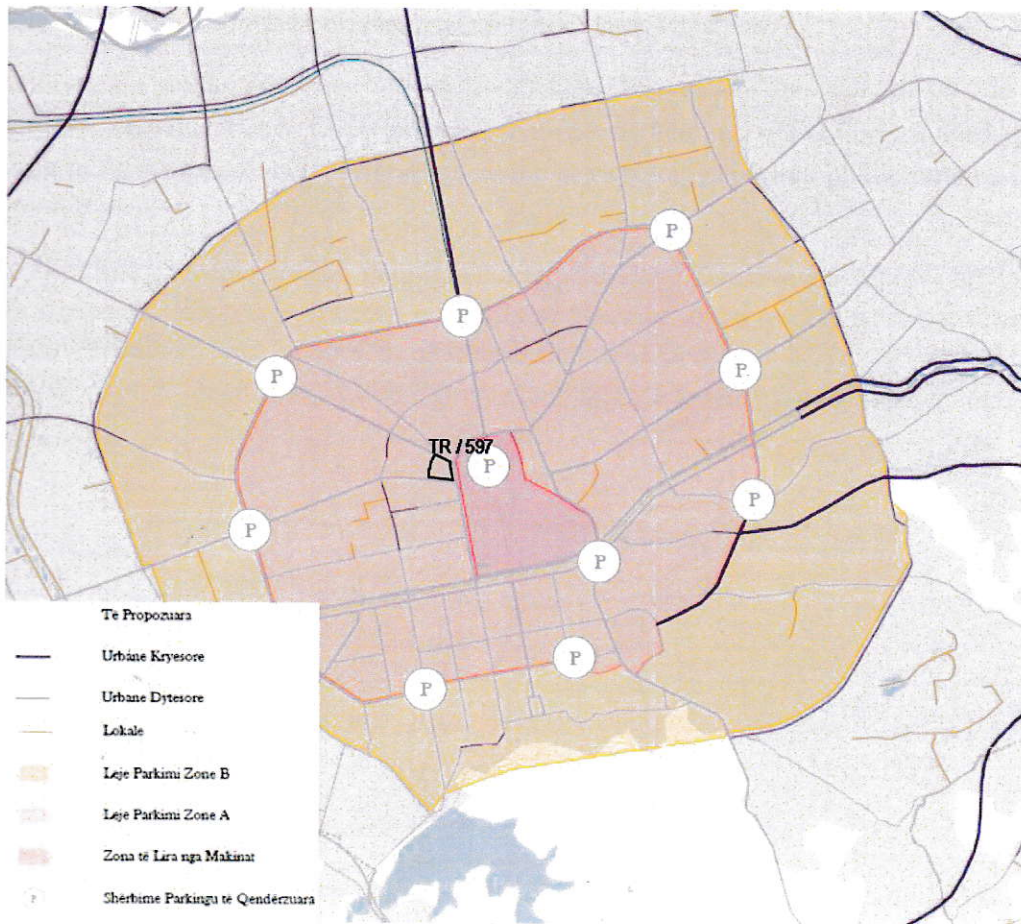 P
P
P
P
TR / 597
P
P
P
P
P
P
Të Propozuara
Urbane Kryesore
Urbane Dytesore
Lokale
Leje Parkimi Zone B
Leje Parkimi Zone A
Zona të Lira nga Makinat
P Shërbime Parkingu të Qendërzuara